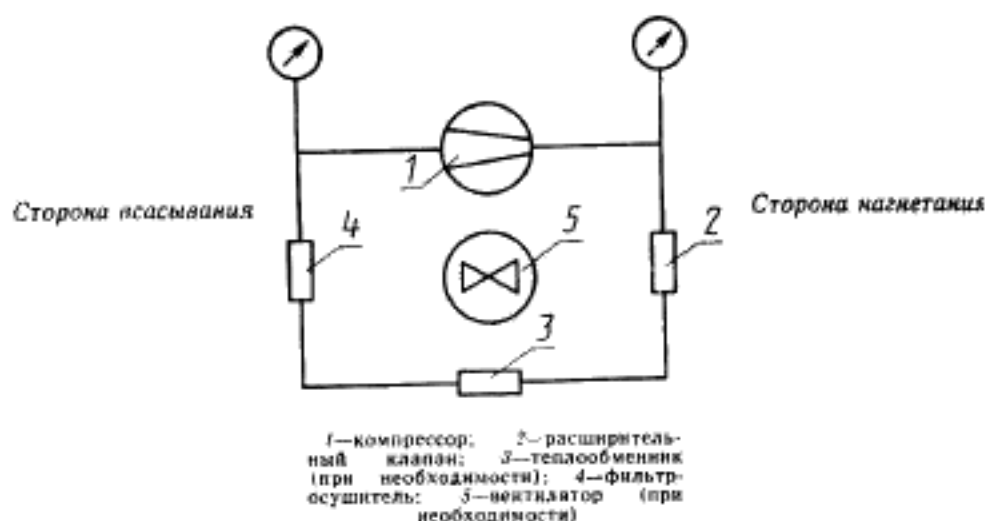 1
Сторона всасывания
Сторона нагнетания
4
5
2
3
1—компрессор; 2—расширитель-
ный клапан; 3—теплообменник
(при необходимости); 4—фильтр-
осушитель; 5—вентилятор (при
необходимости)